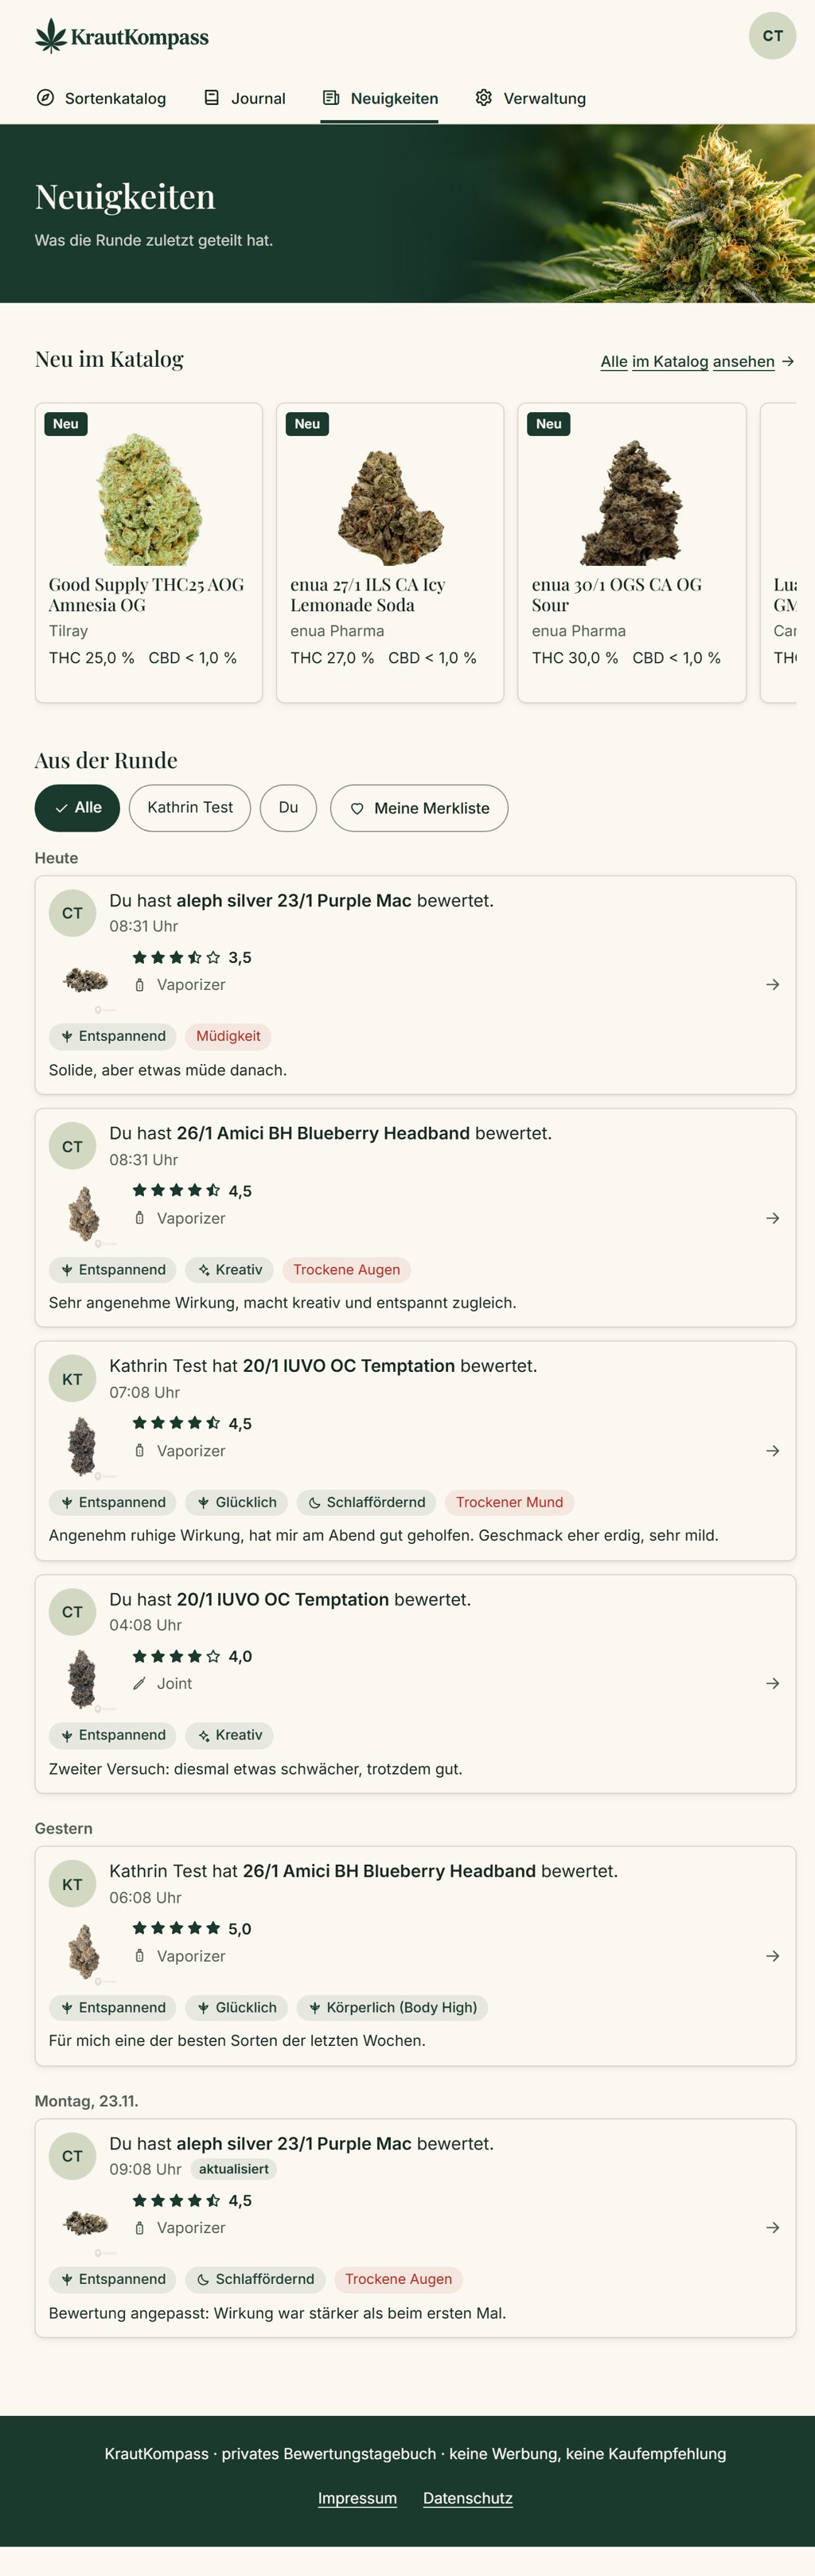 KrautKompass
CT
Sortenkatalog
Journal
Neuigkeiten
Verwaltung
Neuigkeiten
Was die Runde zuletzt geteilt hat.
Neu im Katalog
Alle im Katalog ansehen →
Neu
Good Supply THC25 AOG
Amnesia OG
Tilray
THC 25,0 % CBD < 1,0 %
Neu
enua 27/1 ILS CA Icy
Lemonade Soda
enua Pharma
THC 27,0 % CBD < 1,0 %
Neu
enua 30/1 OGS CA OG
Sour
enua Pharma
THC 30,0 % CBD < 1,0 %
Aus der Runde
Alle
Kathrin Test
Du
Meine Merkliste
Heute
CT
Du hast aleph silver 23/1 Purple Mac bewertet.
08:31 Uhr
3,5
Vaporizer
Entspannend
Müdigkeit
Solide, aber etwas müde danach.
CT
Du hast 26/1 Amici BH Blueberry Headband bewertet.
08:31 Uhr
4,5
Vaporizer
Entspannend
Kreativ
Trockene Augen
Sehr angenehme Wirkung, macht kreativ und entspannt zugleich.
KT
Kathrin Test hat 20/1 IUVO OC Temptation bewertet.
07:08 Uhr
4,5
Vaporizer
Entspannend
Glücklich
Schlaffördernd
Trockener Mund
Angenehm ruhige Wirkung, hat mir am Abend gut geholfen. Geschmack eher erdig, sehr mild.
CT
Du hast 20/1 IUVO OC Temptation bewertet.
04:08 Uhr
4,0
Joint
Entspannend
Kreativ
Zweiter Versuch: diesmal etwas schwächer, trotzdem gut.
Gestern
KT
Kathrin Test hat 26/1 Amici BH Blueberry Headband bewertet.
06:08 Uhr
5,0
Vaporizer
Entspannend
Glücklich
Körperlich (Body High)
Für mich eine der besten Sorten der letzten Wochen.
Montag, 23.11.
CT
Du hast aleph silver 23/1 Purple Mac bewertet.
09:08 Uhr aktualisiert
4,5
Vaporizer
Entspannend
Schlaffördernd
Trockene Augen
Bewertung angepasst: Wirkung war stärker als beim ersten Mal.
KrautKompass · privates Bewertungstagebuch · keine Werbung, keine Kaufempfehlung
Impressum
Datenschutz